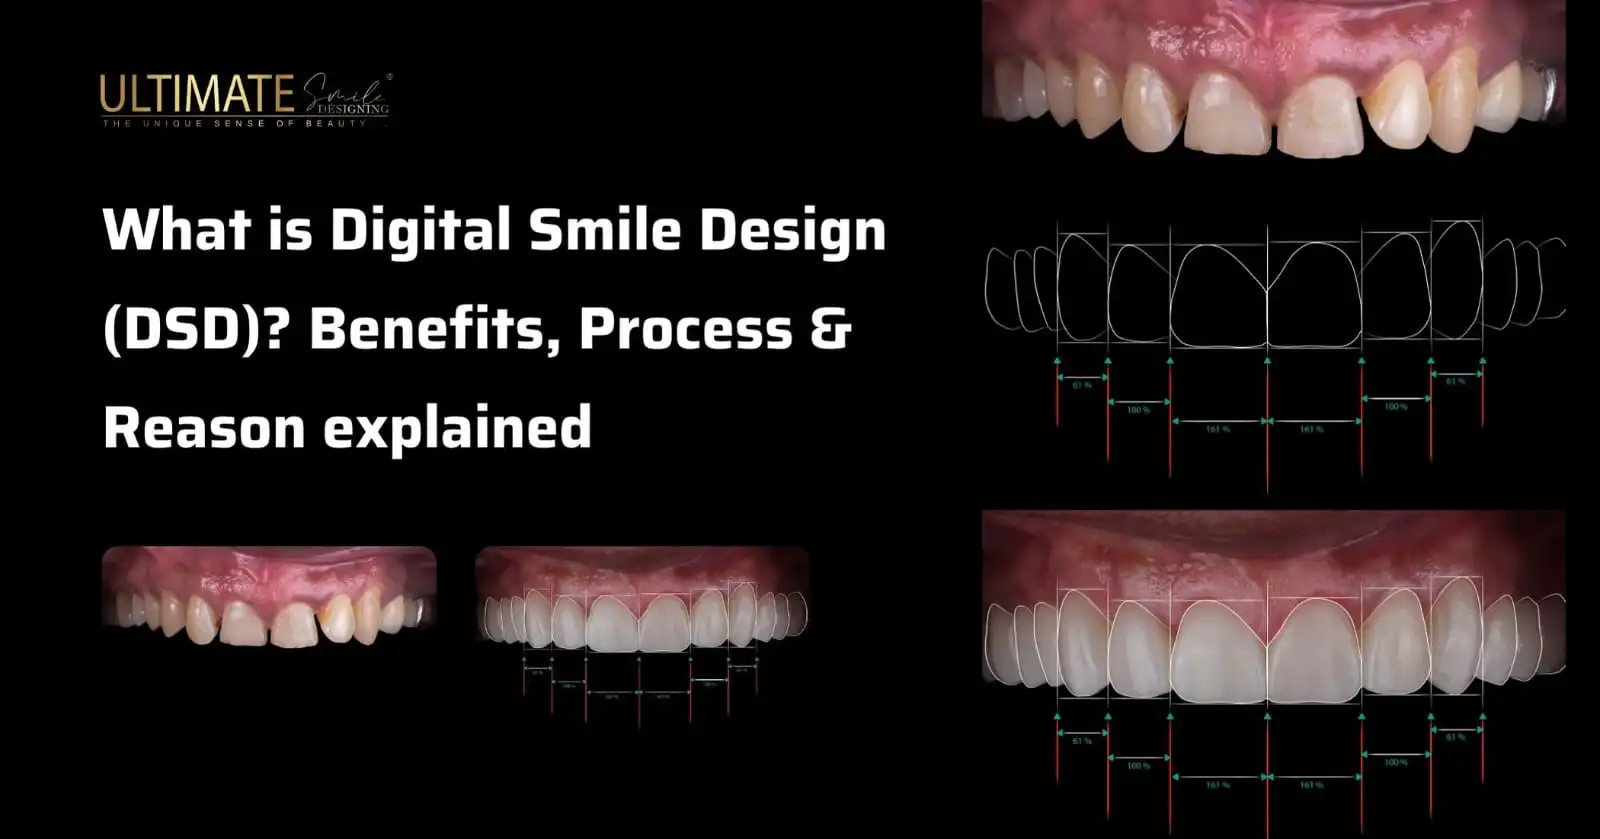 ULTIMATE Smile®
DESIGNING
THE UNIQUE SENSE OF BEAUTY...
What is Digital Smile Design
(DSD)? Benefits, Process &
Reason explained
61 %
61 %
100 %
100 %
161 %
161 %
61 %
61 %
100 %
100 %
161 %
161 %